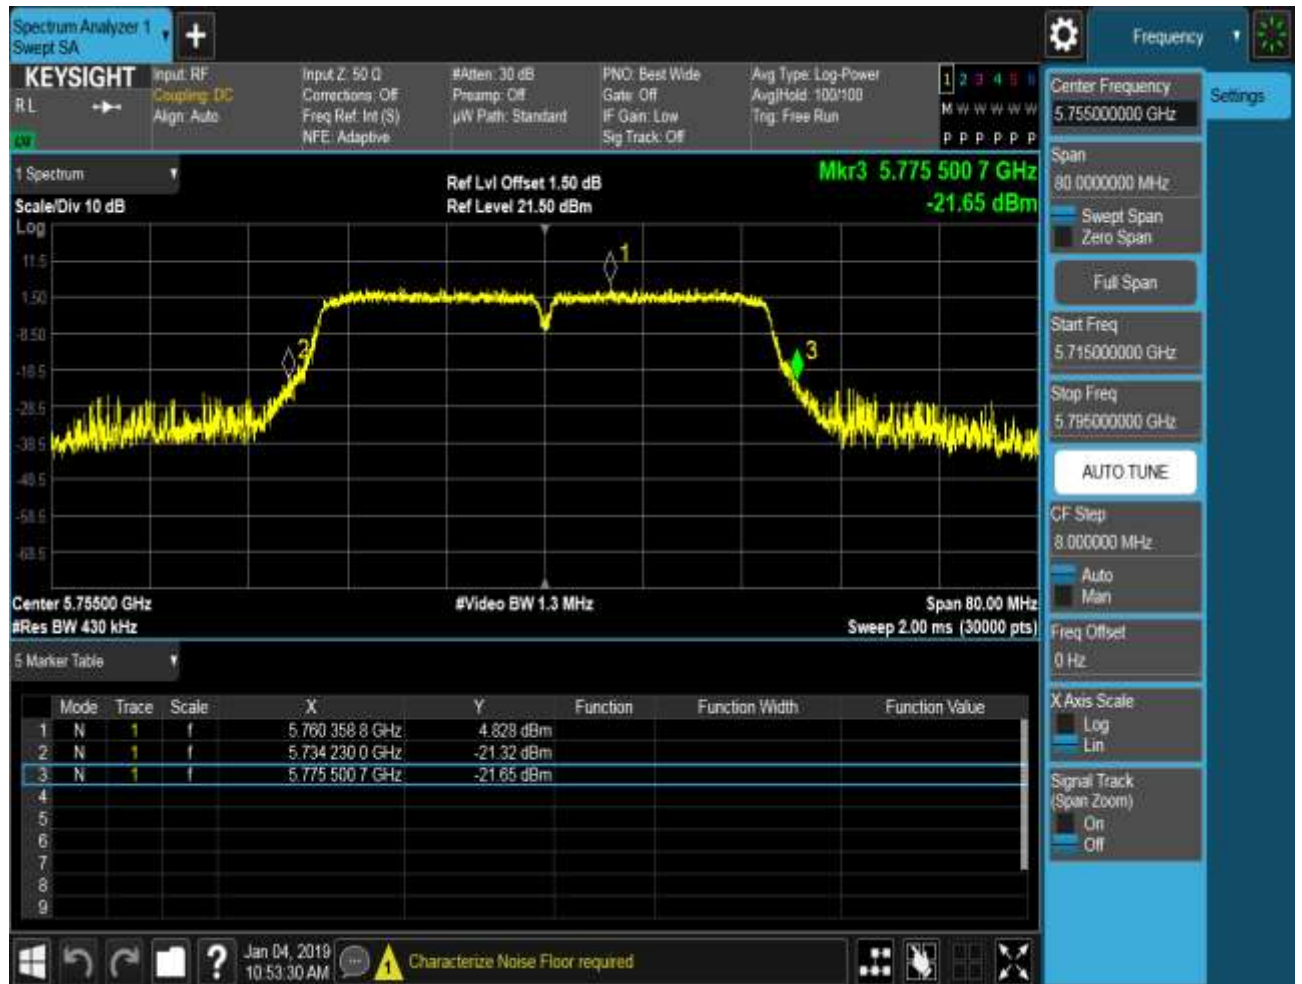 Spectrum Analyzer 1
Swept SA
Frequency
KEYSIGHT
RL
Input: RF
Coupling: DC
Align: Auto
Input Z: 50 Ω
Corrections: Off
Freq Ref: Int (S)
NFE: Adaptive
#Atten: 30 dB
Preamp: Off
µW Path: Standard
PNO: Best Wide
Gate: Off
IF Gain: Low
Sig Track: Off
Avg Type: Log-Power
Avg|Hold: 100/100
Trig: Free Run
1 2 3 4 5 6
M W W W W W
P P P P P P
1 Spectrum
Scale/Div 10 dB
Log
Ref Lvl Offset 1.50 dB
Ref Level 21.50 dBm
Mkr3 5.775 500 7 GHz
-21.65 dBm
11.5
1.50
-8.50
-18.5
-28.5
-38.5
-48.5
-58.5
-68.5
1
2
3
Center 5.75500 GHz
#Res BW 430 kHz
#Video BW 1.3 MHz
Span 80.00 MHz
Sweep 2.00 ms (30000 pts)
5 Marker Table
Mode Trace Scale X Y Function Function Width Function Value
1 N 1 f 5.760 358 8 GHz 4.828 dBm
2 N 1 f 5.734 230 0 GHz -21.32 dBm
3 N 1 f 5.775 500 7 GHz -21.65 dBm
4
5
6
7
8
9
Jan 04, 2019
10:53:30 AM
?
1
Characterize Noise Floor required
Center Frequency
5.755000000 GHz
Settings
Span
80.0000000 MHz
Swept Span
Zero Span
Full Span
Start Freq
5.715000000 GHz
Stop Freq
5.795000000 GHz
AUTO TUNE
CF Step
8.000000 MHz
Auto
Man
Freq Offset
0 Hz
X Axis Scale
Log
Lin
Signal Track
(Span Zoom)
On
Off